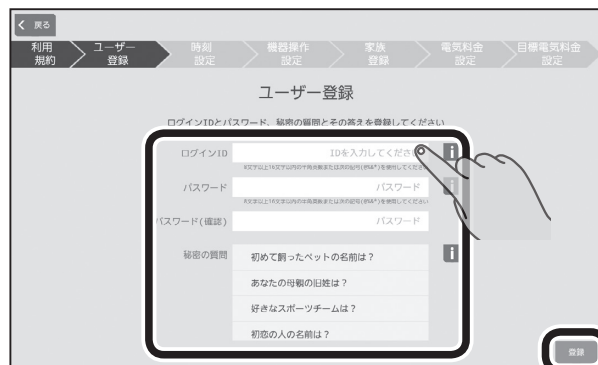 戻る
利用規約
ユーザー登録
時刻設定
機器操作設定
家族登録
電気料金設定
目標電気料金設定
ユーザー登録
ログインIDとパスワード、秘密の質問とその答えを登録してください
ログインID
IDを入力してくださ
i
パスワード
パスワード
i
パスワード(確認)
パスワード
秘密の質問
初めて飼ったペットの名前は？
i
あなたの母親の旧姓は？
好きなスポーツチームは？
初恋の人の名前は？
登録